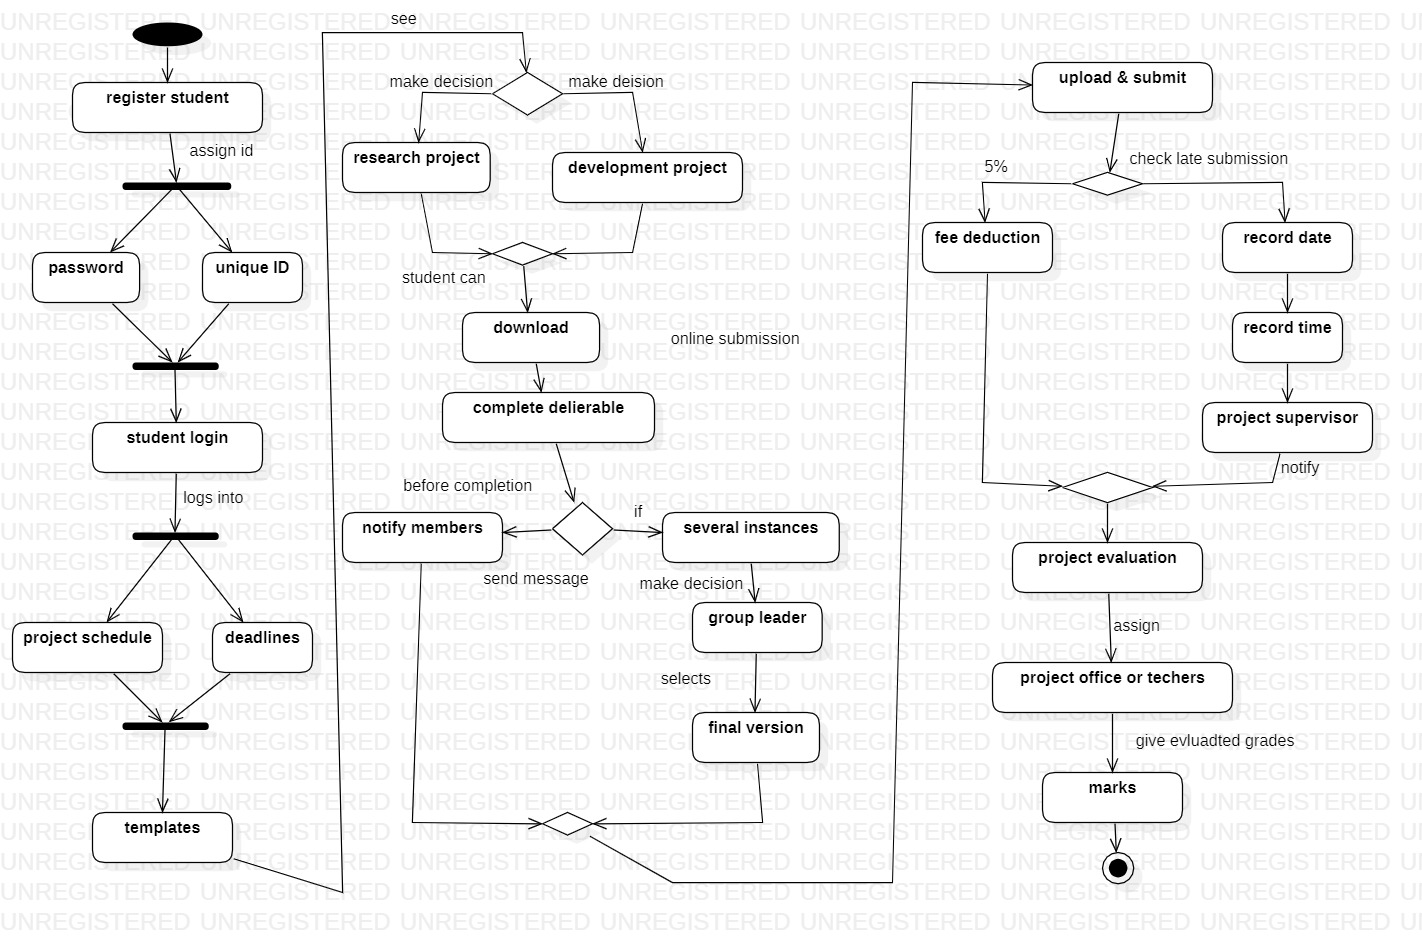 register student
assign id
password
unique ID
student login
logs into
project schedule
deadlines
templates
see
make decision
make deision
research project
development project
student can
download
online submission
complete delierable
before completion
if
notify members
several instances
send message
make decision
group leader
selects
final version
upload & submit
check late submission
5%
fee deduction
record date
record time
project supervisor
notify
project evaluation
assign
project office or techers
give evluadted grades
marks
UNREGISTERED